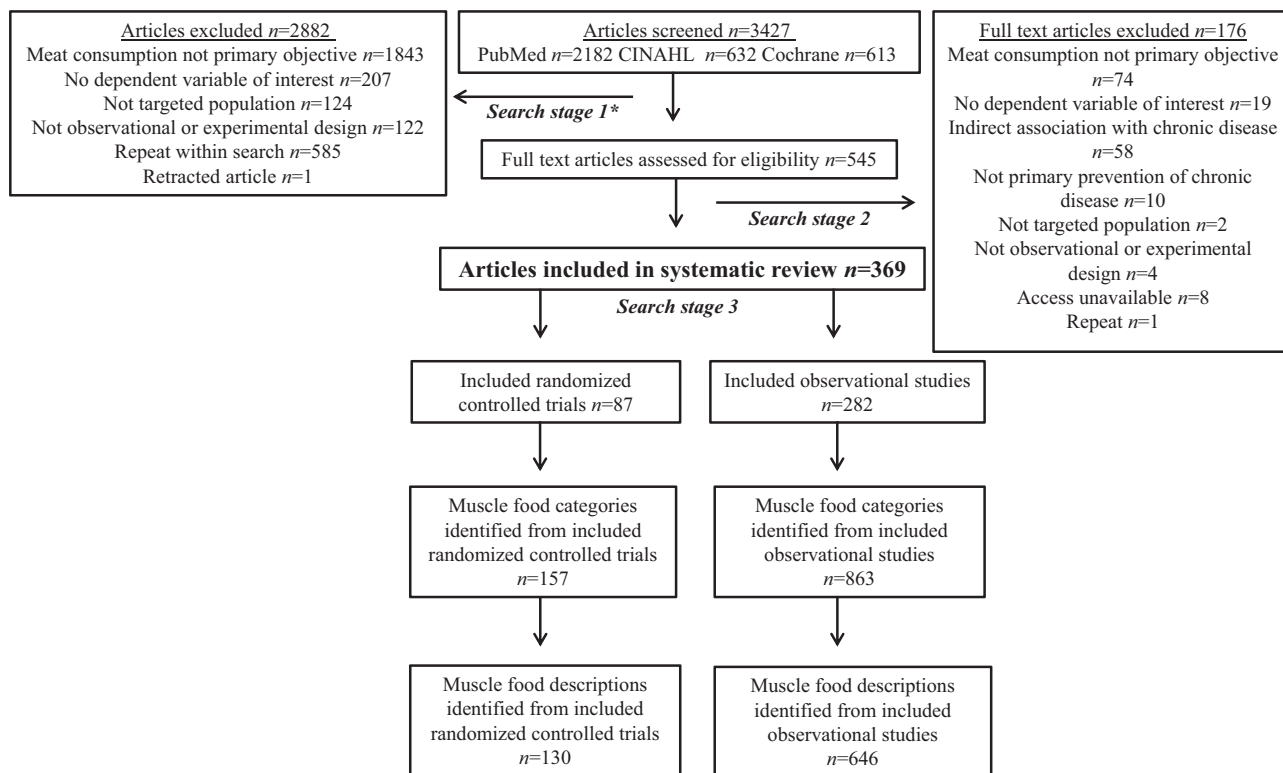 Articles excluded n=2882
Meat consumption not primary objective n=1843
No dependent variable of interest n=207
Not targeted population n=124
Not observational or experimental design n=122
Repeat within search n=585
Retracted article n=1
Articles screened n=3427
PubMed n=2182 CINAHL n=632 Cochrane n=613
Search stage 1*
Full text articles assessed for eligibility n=545
Search stage 2
Full text articles excluded n=176
Meat consumption not primary objective
n=74
No dependent variable of interest n=19
Indirect association with chronic disease
n=58
Not primary prevention of chronic
disease n=10
Not targeted population n=2
Not observational or experimental
design n=4
Access unavailable n=8
Repeat n=1
Articles included in systematic review n=369
Search stage 3
Included randomized
controlled trials n=87
Included observational studies
n=282
Muscle food categories
identified from included
randomized controlled trials
n=157
Muscle food categories
identified from included
observational studies
n=863
Muscle food descriptions
identified from included
randomized controlled trials
n=130
Muscle food descriptions
identified from included
observational studies
n=646